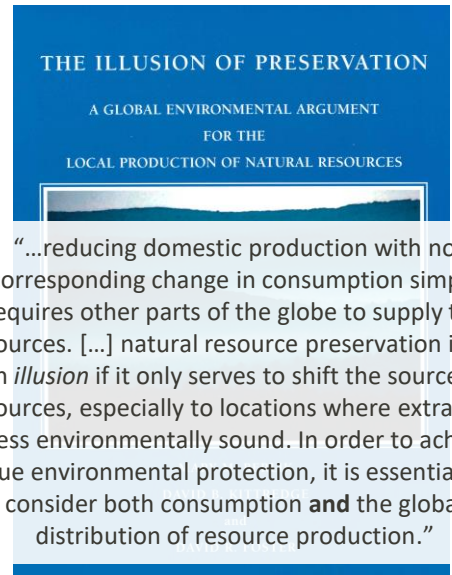 THE ILLUSION OF PRESERVATION
A GLOBAL ENVIRONMENTAL ARGUMENT
FOR THE
LOCAL PRODUCTION OF NATURAL RESOURCES
“…reducing domestic production with no
orresponding change in consumption simp
equires other parts of the globe to supply t
ources. […] natural resource preservation i
n illusion if it only serves to shift the source
ources, especially to locations where extra
ess environmentally sound. In order to ach
ue environmental protection, it is essentia
consider both consumption and the globa
and
distribution of resource production.”
DAVID R. FOSTER